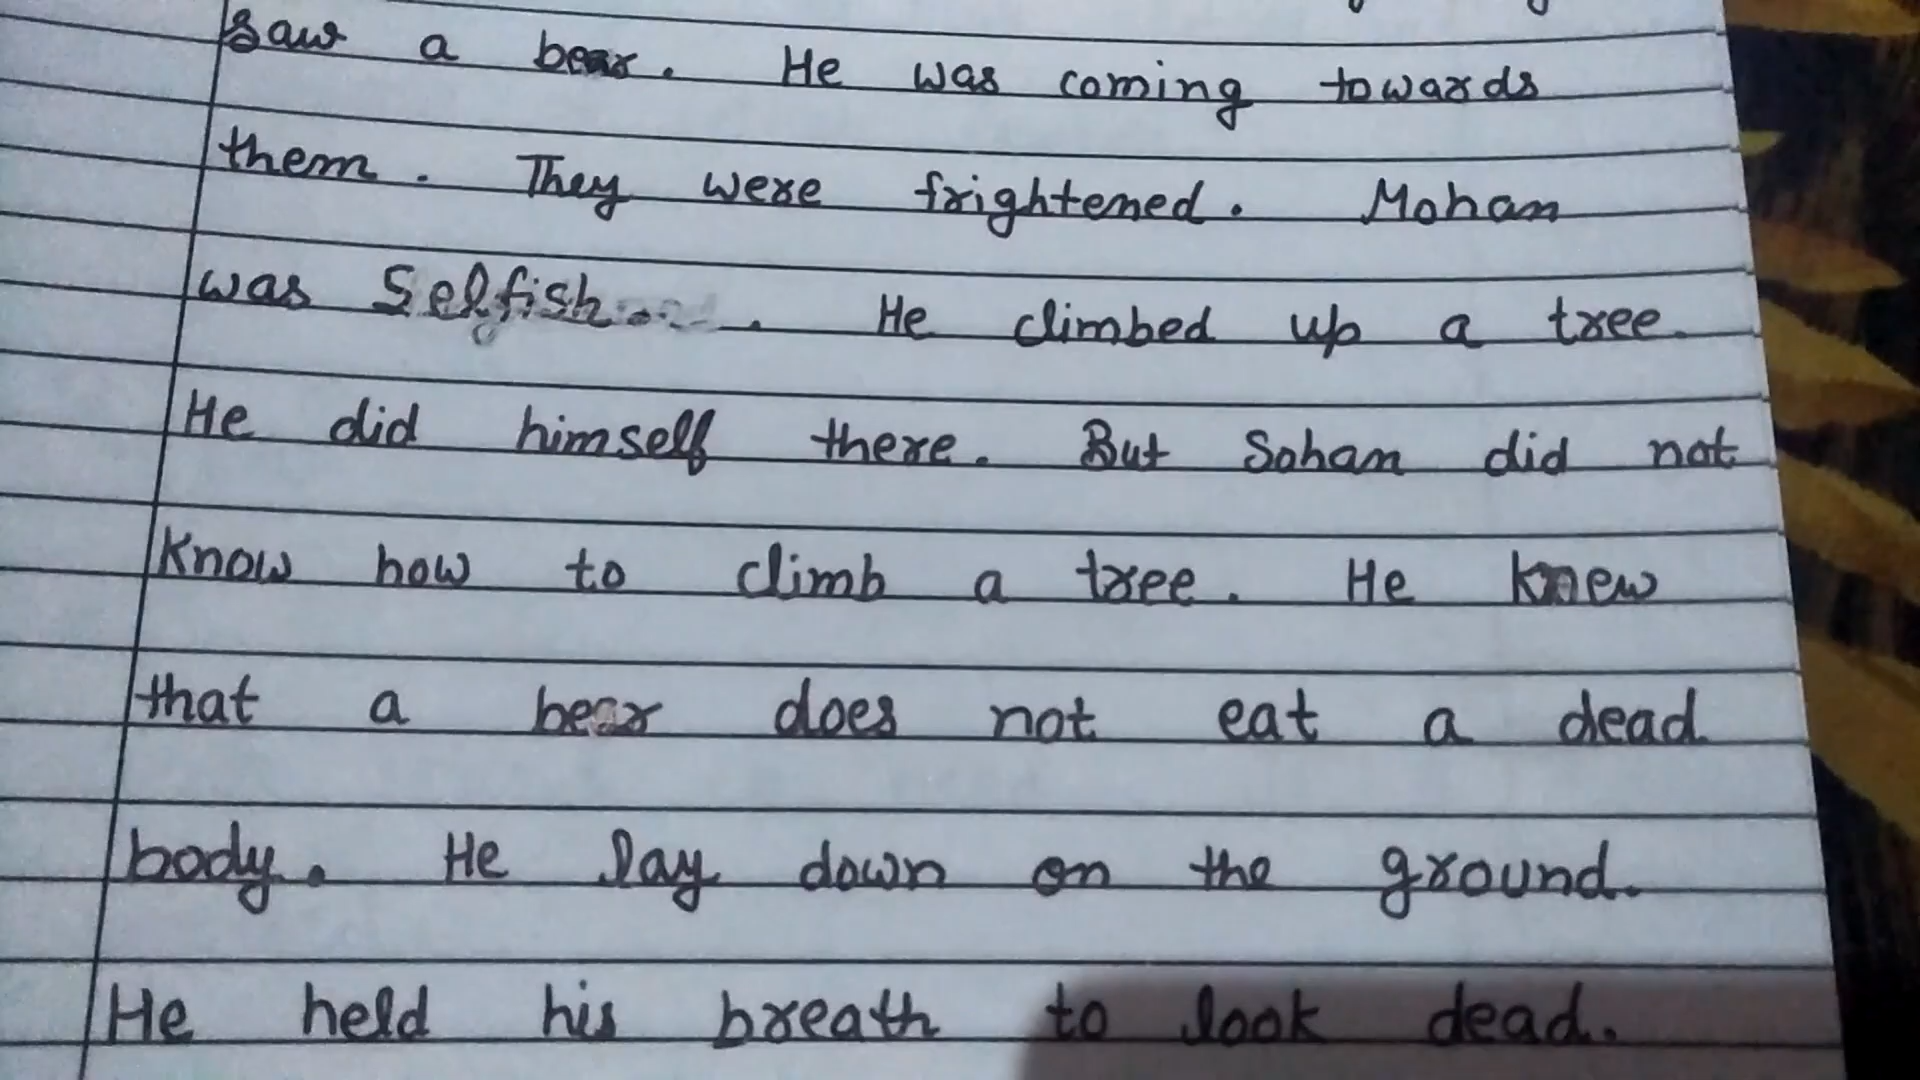 saw a bear. He was coming towards
them. They were frightened. Moham
was Selfish. He climbed up a tree.
He did himself there. But Soham did not
Know how to climb a tree. He knew
that a bear does not eat a dead
body. He lay down on the ground.
He held his breath to look dead.